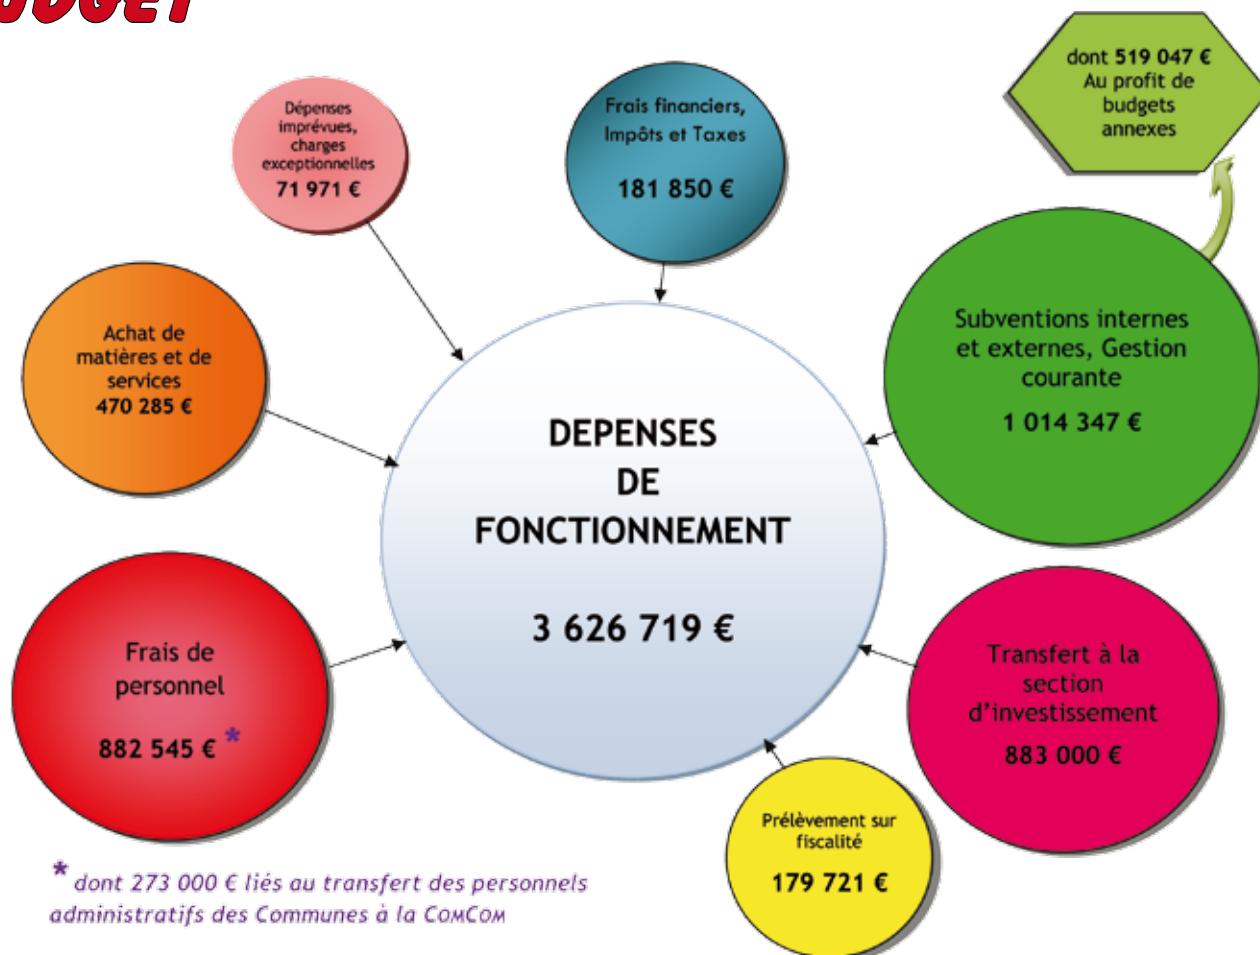 BUDGET
dont 519 047 €
Au profit de
budgets
annexes
Dépenses
imprévues,
charges
exceptionnelles
71 971 €
Frais financiers,
Impôts et Taxes
181 850 €
Subventions internes
et externes, Gestion
courante
1 014 347 €
Achat de
matières et de
services
470 285 €
DEPENSES
DE
FONCTIONNEMENT
3 626 719 €
Frais de
personnel
882 545 € *
Transfert à la
section
d'investissement
883 000 €
Prélèvement sur
fiscalité
179 721 €
* dont 273 000 € liés au transfert des personnels
administratifs des Communes à la COMCOM